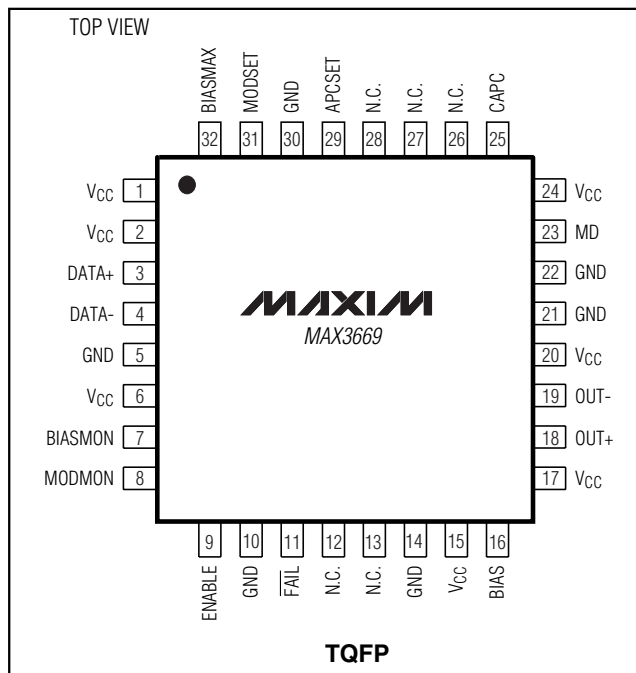 TOP VIEW
BIASMAX
MODSET
GND
APCSET
N.C.
N.C.
N.C.
CAPC
32
31
30
29
28
27
26
25
VCC 1
VCC 2
DATA+ 3
DATA- 4
GND 5
VCC 6
BIASMON 7
MODMON 8
MAXIM
MAX3669
24 VCC
23 MD
22 GND
21 GND
20 VCC
19 OUT-
18 OUT+
17 VCC
9
10
11
12
13
14
15
16
ENABLE
GND
F̅A̅I̅L̅
N.C.
N.C.
GND
VCC
BIAS
TQFP